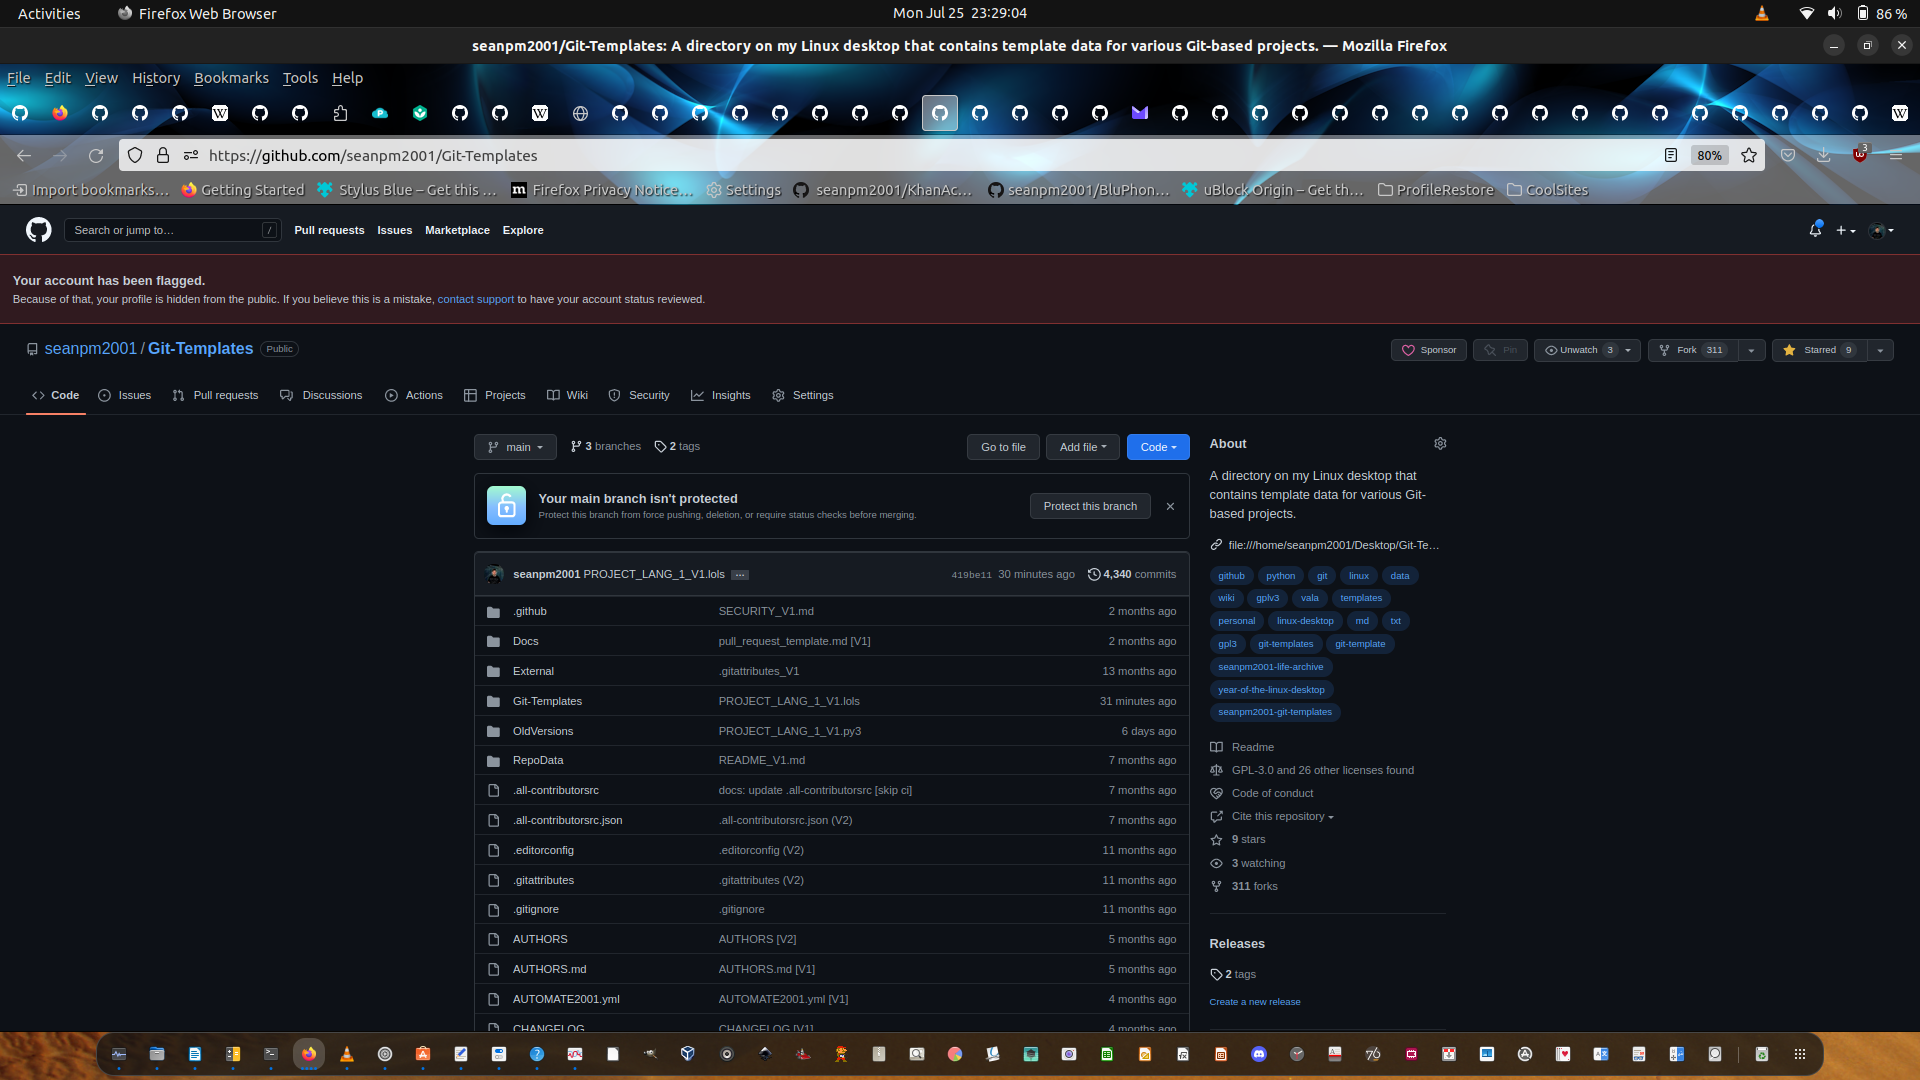 Activities Firefox Web Browser Mon Jul 25 23:29:04 86 %
seanpm2001/Git-Templates: A directory on my Linux desktop that contains template data for various Git-based projects. — Mozilla Firefox
File Edit View History Bookmarks Tools Help
https://github.com/seanpm2001/Git-Templates 80% 3
Import bookmarks… Getting Started Stylus Blue – Get this … Firefox Privacy Notice… Settings seanpm2001/KhanAc… seanpm2001/BluPhon… uBlock Origin – Get th… ProfileRestore CoolSites
Search or jump to… / Pull requests Issues Marketplace Explore
Your account has been flagged.
Because of that, your profile is hidden from the public. If you believe this is a mistake, contact support to have your account status reviewed.
seanpm2001 / Git-Templates Public Sponsor Pin Unwatch 3 Fork 311 Starred 9
Code Issues Pull requests Discussions Actions Projects Wiki Security Insights Settings
main 3 branches 2 tags Go to file Add file Code
Your main branch isn't protected
Protect this branch from force pushing, deletion, or require status checks before merging.
Protect this branch
seanpm2001 PROJECT_LANG_1_V1.lols ... 419be11 30 minutes ago 4,340 commits
.github SECURITY_V1.md 2 months ago
Docs pull_request_template.md [V1] 2 months ago
External .gitattributes_V1 13 months ago
Git-Templates PROJECT_LANG_1_V1.lols 31 minutes ago
OldVersions PROJECT_LANG_1_V1.py3 6 days ago
RepoData README_V1.md 7 months ago
.all-contributorsrc docs: update .all-contributorsrc [skip ci] 7 months ago
.all-contributorsrc.json .all-contributorsrc.json (V2) 7 months ago
.editorconfig .editorconfig (V2) 11 months ago
.gitattributes .gitattributes (V2) 11 months ago
.gitignore .gitignore 11 months ago
AUTHORS AUTHORS [V2] 5 months ago
AUTHORS.md AUTHORS.md [V1] 5 months ago
AUTOMATE2001.yml AUTOMATE2001.yml [V1] 4 months ago
CHANGELOG CHANGELOG [V1] 4 months ago
About
A directory on my Linux desktop that
contains template data for various Git-
based projects.
file:///home/seanpm2001/Desktop/Git-Te…
github python git linux data
wiki gplv3 vala templates
personal linux-desktop md txt
gpl3 git-templates git-template
seanpm2001-life-archive
year-of-the-linux-desktop
seanpm2001-git-templates
Readme
GPL-3.0 and 26 other licenses found
Code of conduct
Cite this repository
9 stars
3 watching
311 forks
Releases
2 tags
Create a new release